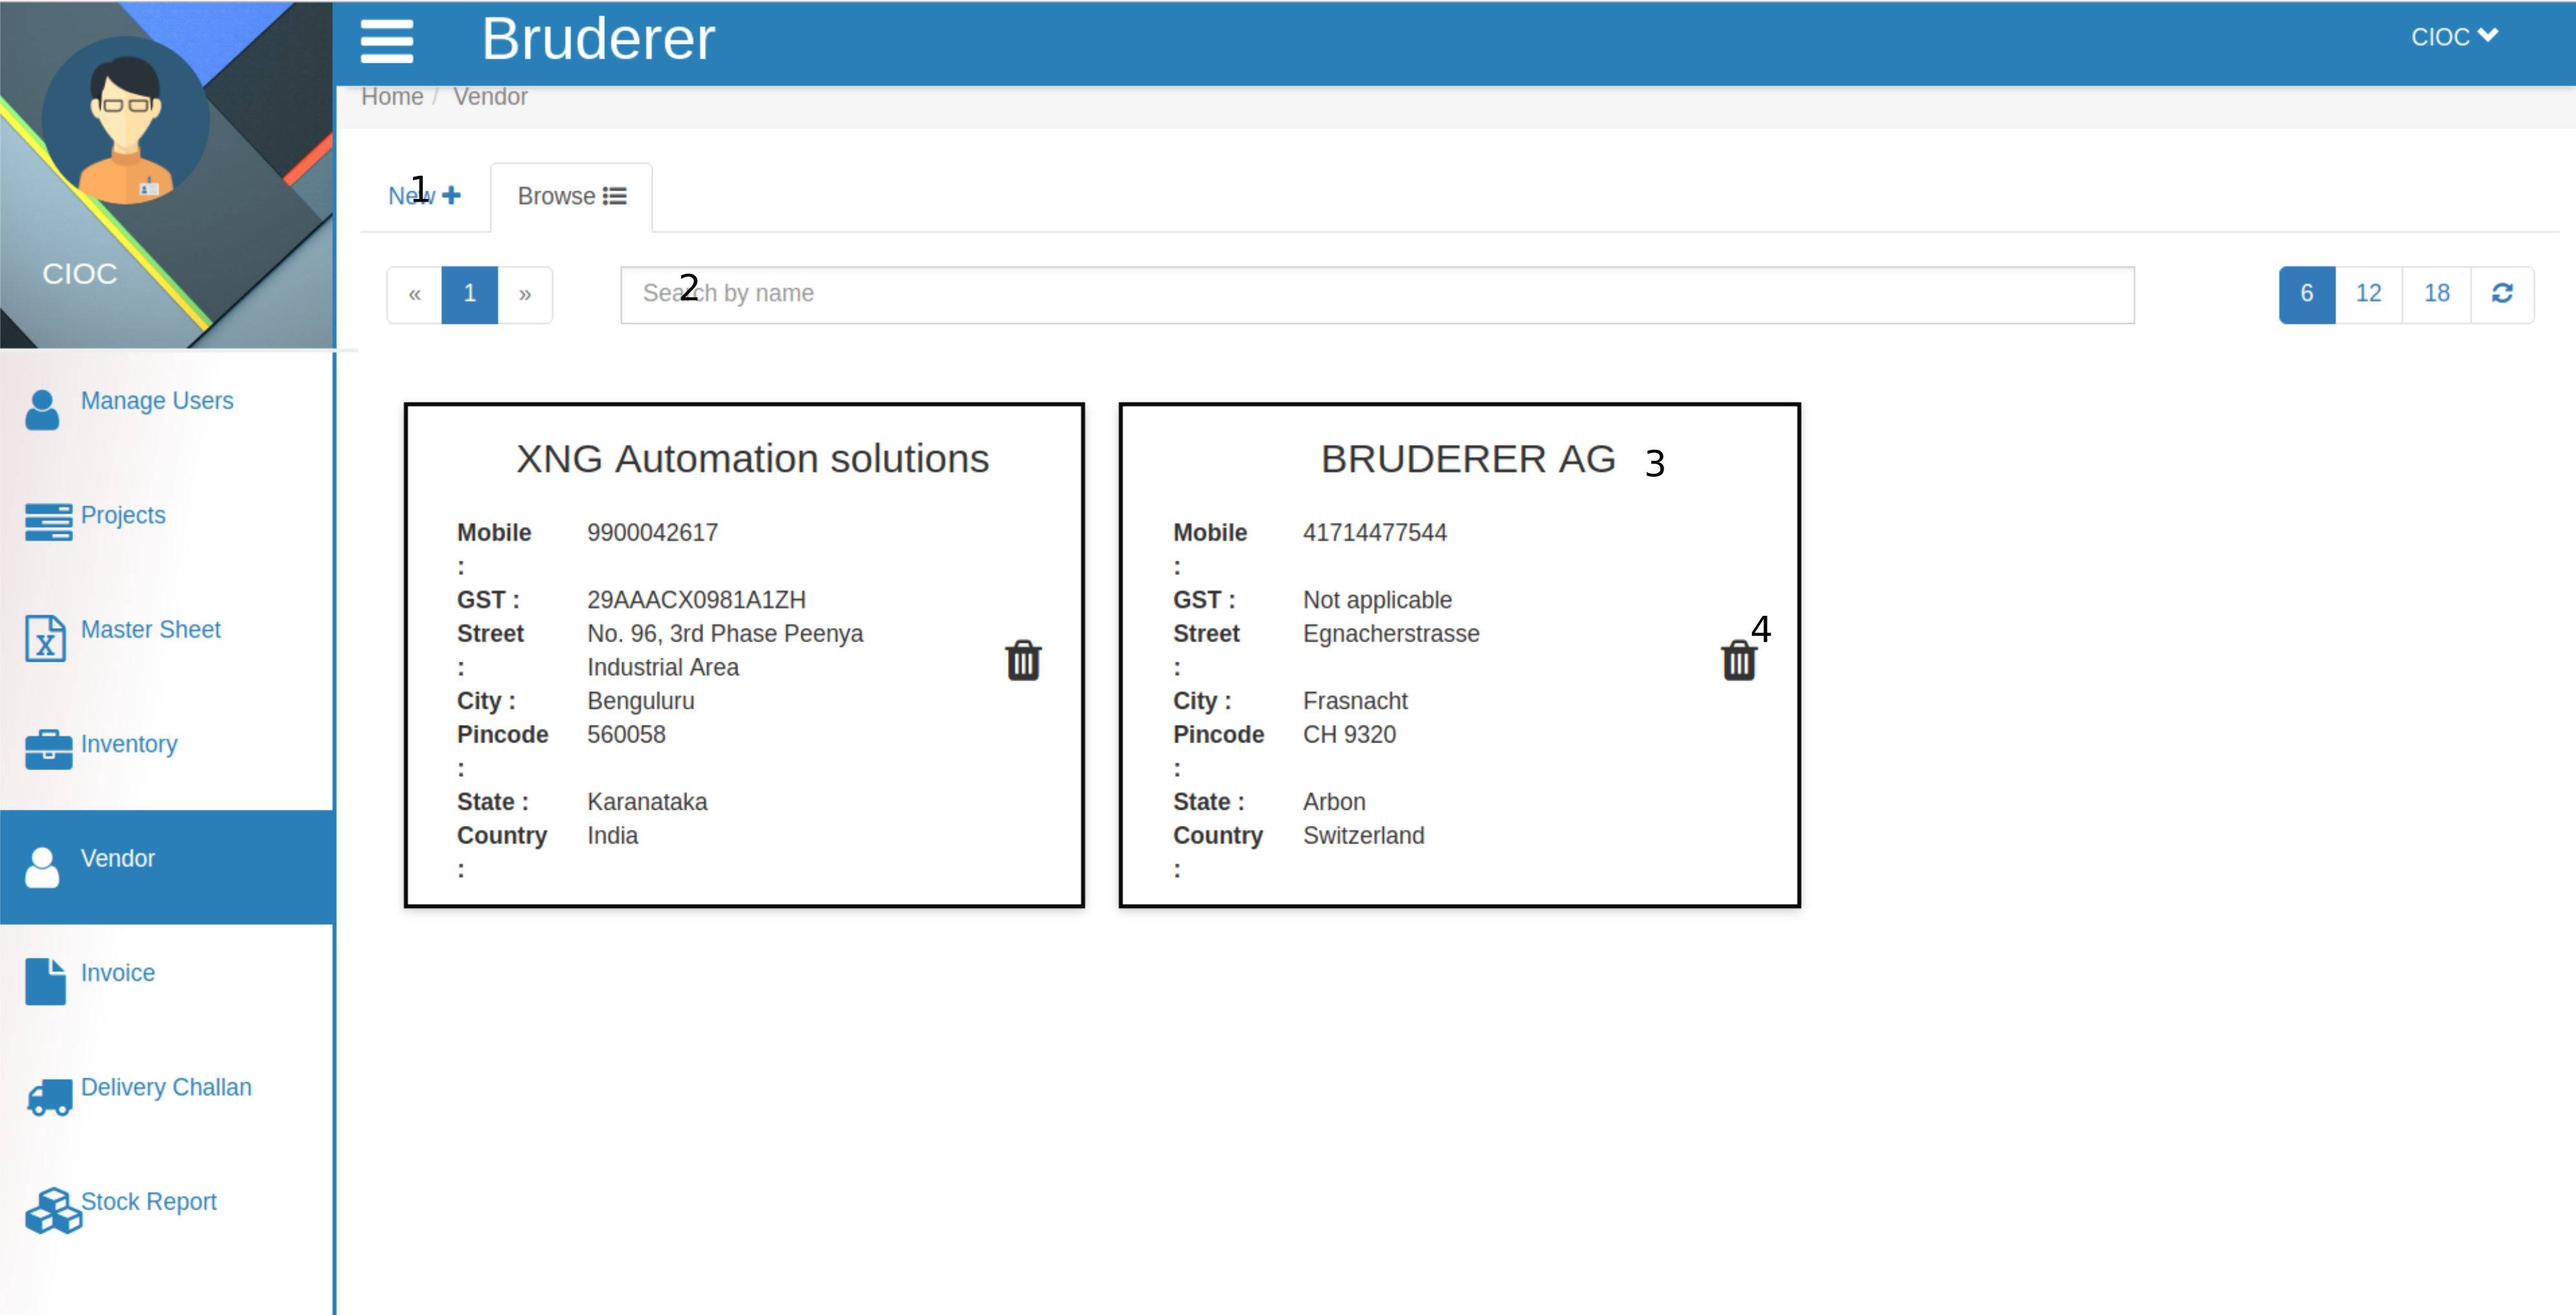 Bruderer
CIOC
Home / Vendor
CIOC
New
1
Browse
« 1 »
Search by name
2
6 12 18
Manage Users
Projects
Master Sheet
Inventory
Vendor
Invoice
Delivery Challan
Stock Report
XNG Automation solutions
Mobile : 9900042617
GST : 29AAACX0981A1ZH
Street : No. 96, 3rd Phase Peenya
Industrial Area
City : Benguluru
Pincode : 560058
State : Karanataka
Country : India
BRUDERER AG
3
Mobile : 41714477544
GST : Not applicable
Street : Egnacherstrasse
4
City : Frasnacht
Pincode : CH 9320
State : Arbon
Country : Switzerland